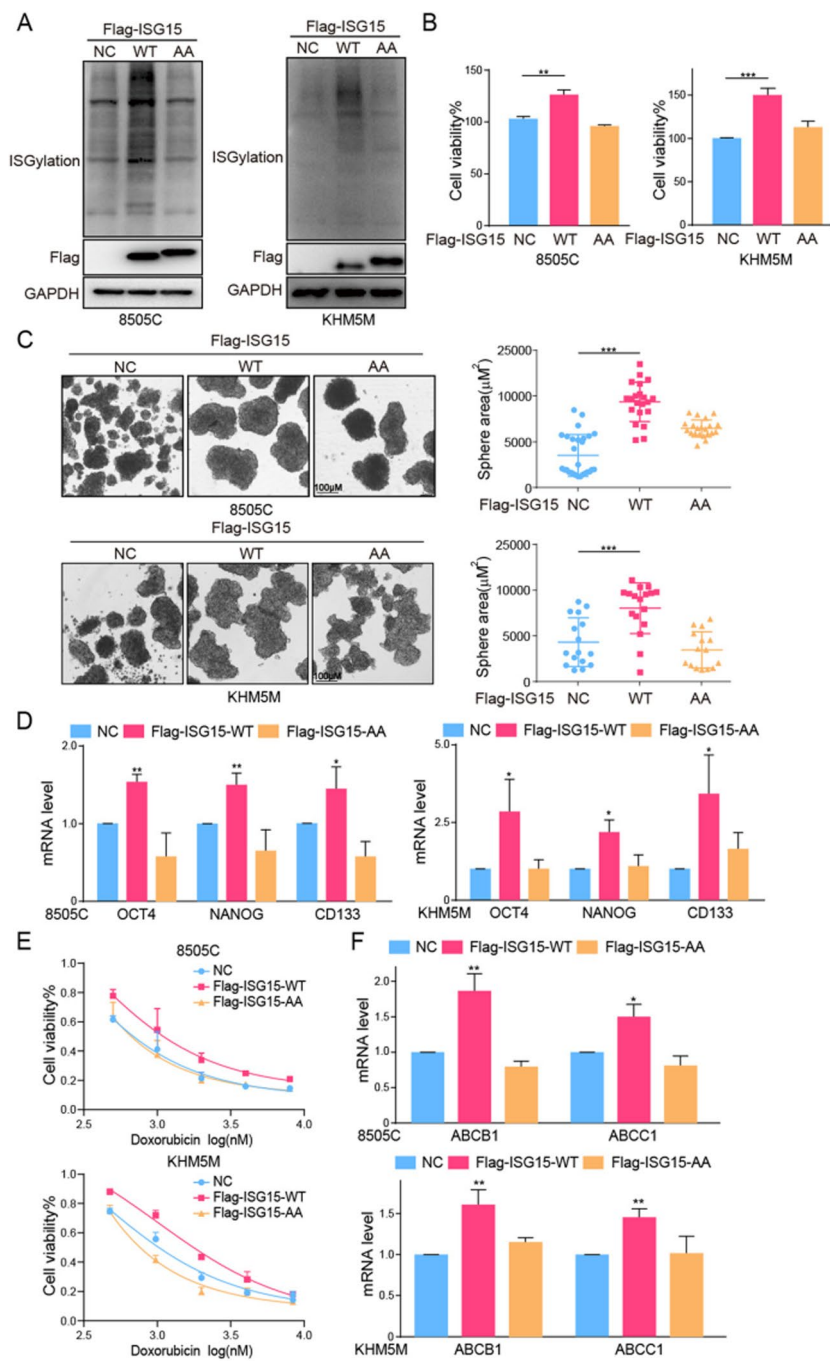 A
Flag-ISG15
NC WT AA
ISGylation
Flag
GAPDH
8505C
Flag-ISG15
NC WT AA
ISGylation
Flag
GAPDH
KHM5M
B
Cell viability%
150
100
50
0
**
Flag-ISG15 NC WT AA
8505C
Cell viability%
150
100
50
0
***
Flag-ISG15 NC WT AA
KHM5M
C
Flag-ISG15
NC WT AA
100μM
8505C
Sphere area(μM²)
25000
10000
5000
0
***
Flag-ISG15 NC WT AA
Flag-ISG15
NC WT AA
100μM
KHM5M
Sphere area(μM²)
25000
10000
5000
0
***
Flag-ISG15 NC WT AA
D
NC Flag-ISG15-WT Flag-ISG15-AA
mRNA level
2.0
1.0
0
** ** *
8505C OCT4 NANOG CD133
NC Flag-ISG15-WT Flag-ISG15-AA
mRNA level
5.0
2.5
0
* * *
KHM5M OCT4 NANOG CD133
E
8505C
NC
Flag-ISG15-WT
Flag-ISG15-AA
Cell viability%
1.0
0.8
0.6
0.4
0.2
0.0
2.5 3.0 3.5 4.0
Doxorubicin log(nM)
KHM5M
NC
Flag-ISG15-WT
Flag-ISG15-AA
Cell viability%
1.0
0.8
0.6
0.4
0.2
0.0
2.5 3.0 3.5 4.0
Doxorubicin log(nM)
F
NC Flag-ISG15-WT Flag-ISG15-AA
mRNA level
2.0
1.5
1.0
0.5
0
** *
8505C ABCB1 ABCC1
NC Flag-ISG15-WT Flag-ISG15-AA
mRNA level
2.0
1.5
1.0
0.5
0
** **
KHM5M ABCB1 ABCC1